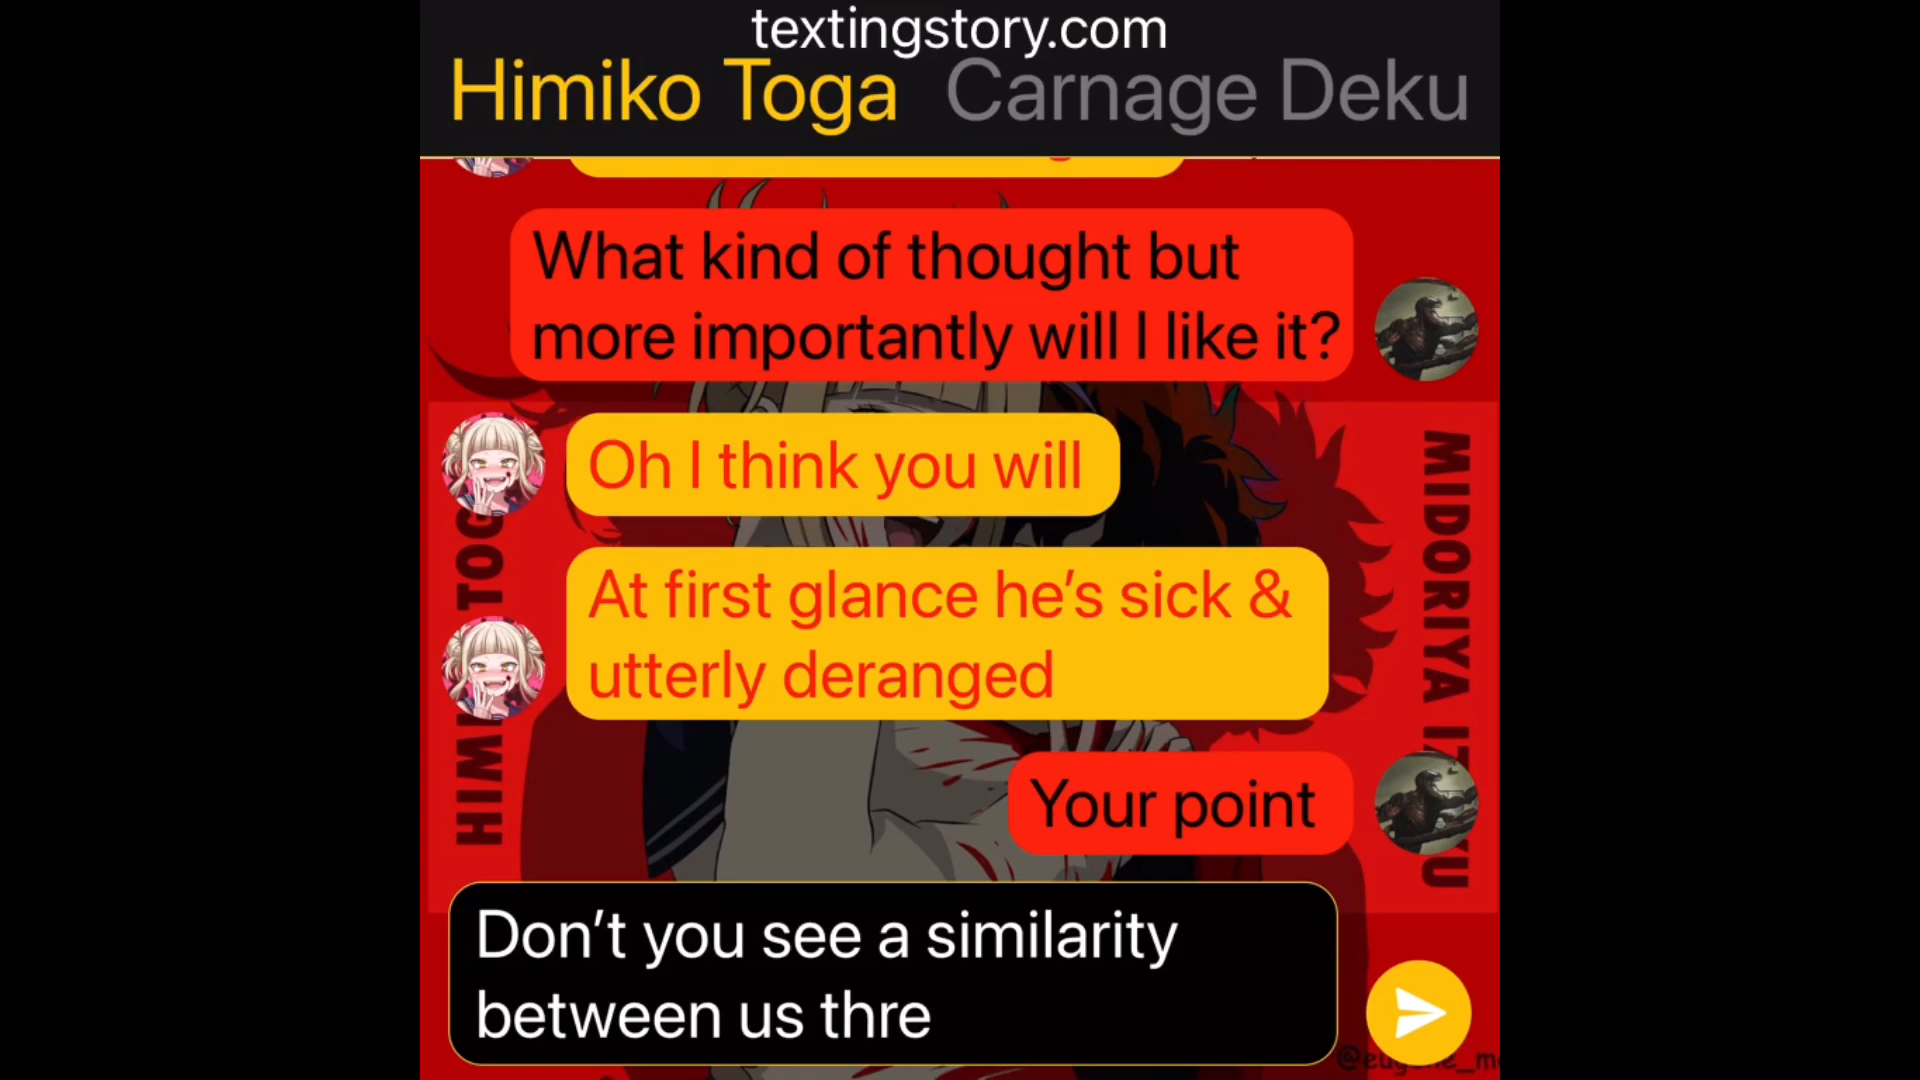 textingstory.com
Himiko Toga Carnage Deku
What kind of thought but
more importantly will I like it?
Oh I think you will
At first glance he's sick &
utterly deranged
Your point
Don't you see a similarity
between us thre
MIDORIYA